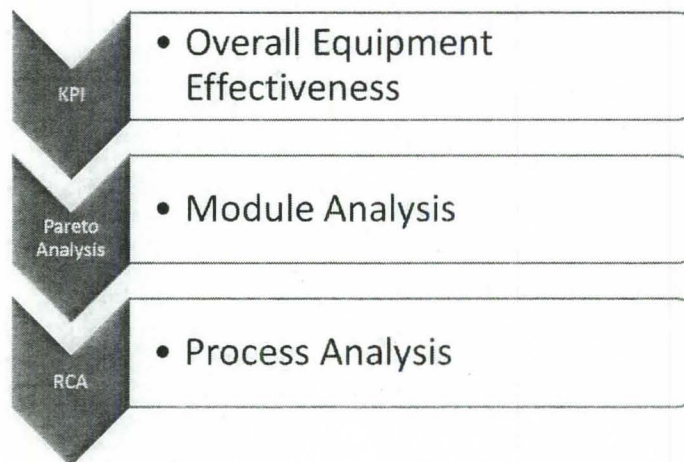 KPI
• Overall Equipment
Effectiveness
Pareto
Analysis
• Module Analysis
RCA
• Process Analysis